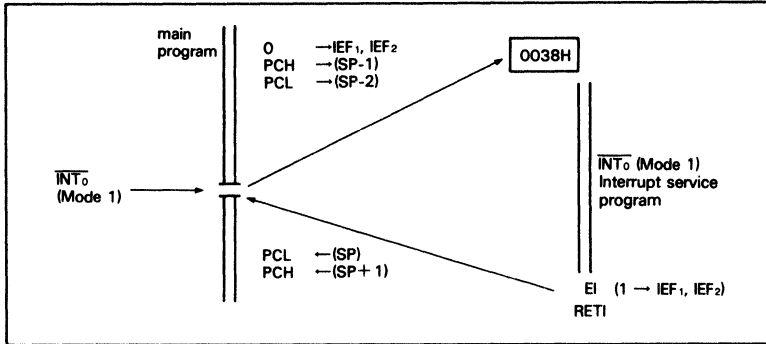 main
program
O →IEF₁, IEF₂
PCH →(SP-1)
PCL →(SP-2)
0038H
INT₀
(Mode 1)
INT₀ (Mode 1)
Interrupt service
program
PCL ←(SP)
PCH ←(SP+1)
EI (1 → IEF₁, IEF₂)
RETI